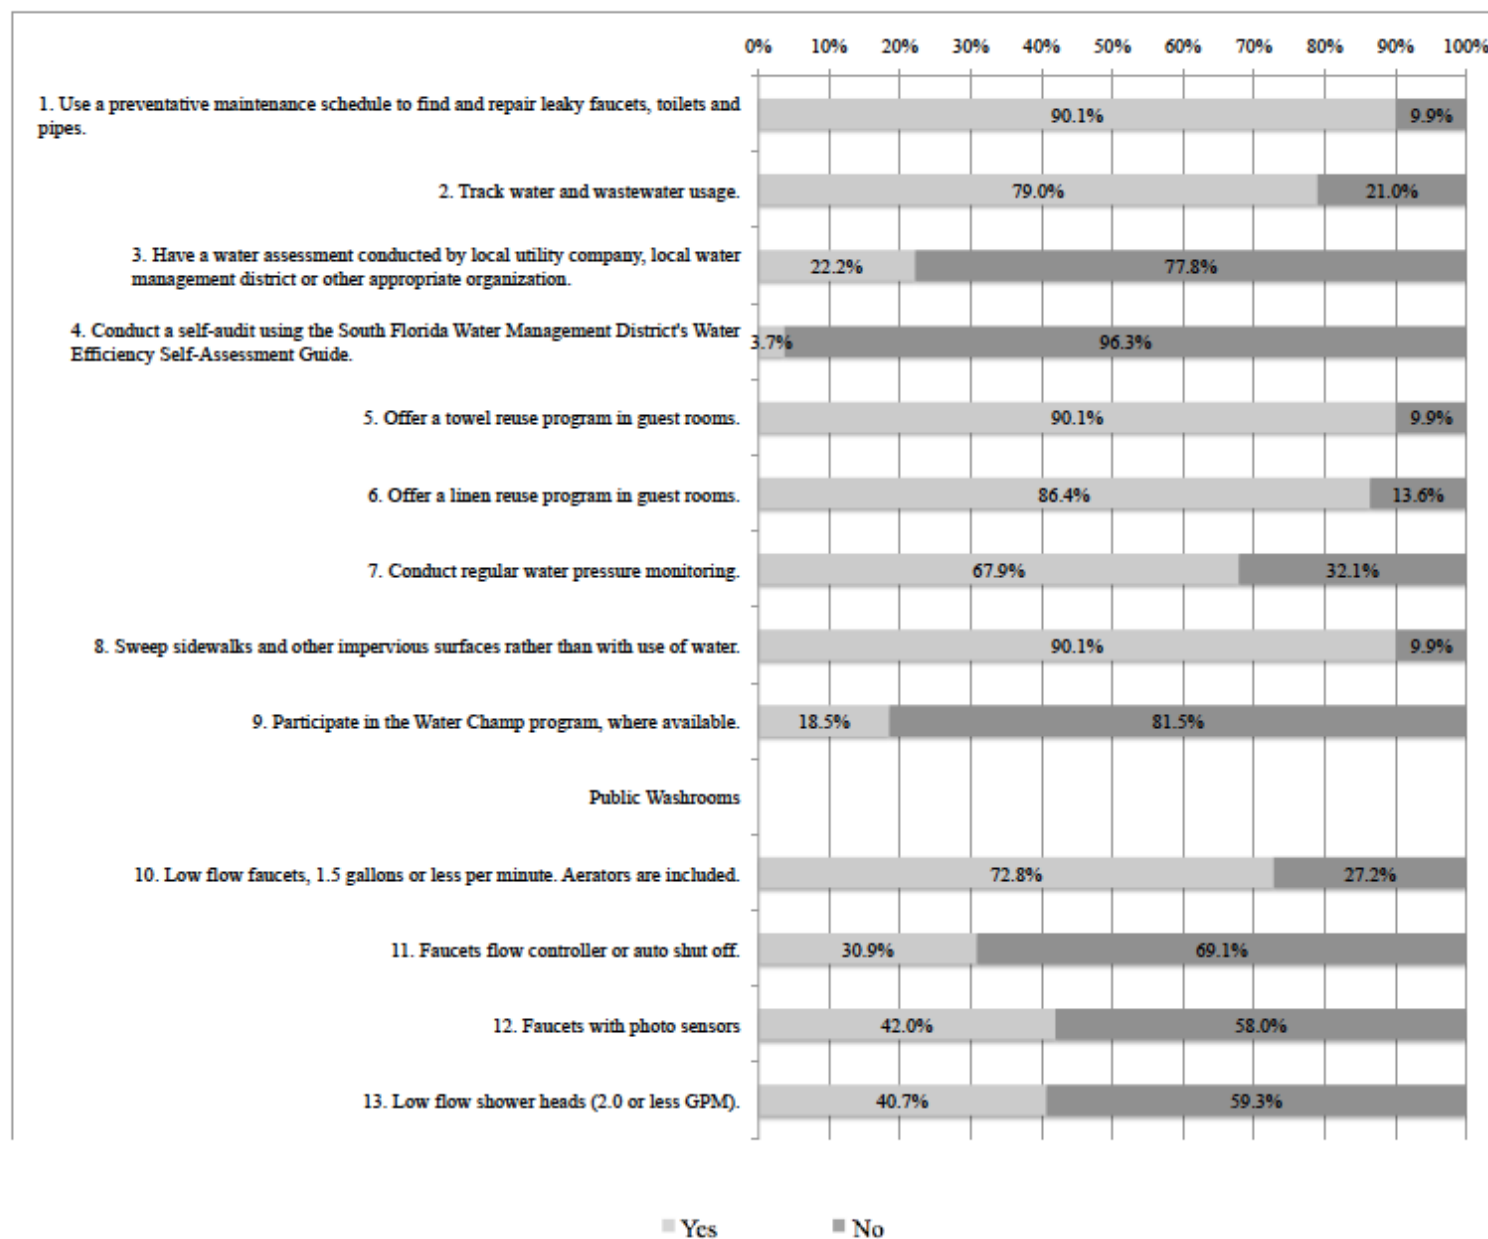 0% 10% 20% 30% 40% 50% 60% 70% 80% 90% 100%
1. Use a preventative maintenance schedule to find and repair leaky faucets, toilets and
pipes.
90.1% 9.9%
2. Track water and wastewater usage.
79.0% 21.0%
3. Have a water assessment conducted by local utility company, local water
management district or other appropriate organization.
22.2% 77.8%
4. Conduct a self-audit using the South Florida Water Management District's Water
Efficiency Self-Assessment Guide.
3.7% 96.3%
5. Offer a towel reuse program in guest rooms.
90.1% 9.9%
6. Offer a linen reuse program in guest rooms.
86.4% 13.6%
7. Conduct regular water pressure monitoring.
67.9% 32.1%
8. Sweep sidewalks and other impervious surfaces rather than with use of water.
90.1% 9.9%
9. Participate in the Water Champ program, where available.
18.5% 81.5%
Public Washrooms
10. Low flow faucets, 1.5 gallons or less per minute. Aerators are included.
72.8% 27.2%
11. Faucets flow controller or auto shut off.
30.9% 69.1%
12. Faucets with photo sensors
42.0% 58.0%
13. Low flow shower heads (2.0 or less GPM).
40.7% 59.3%
Yes No